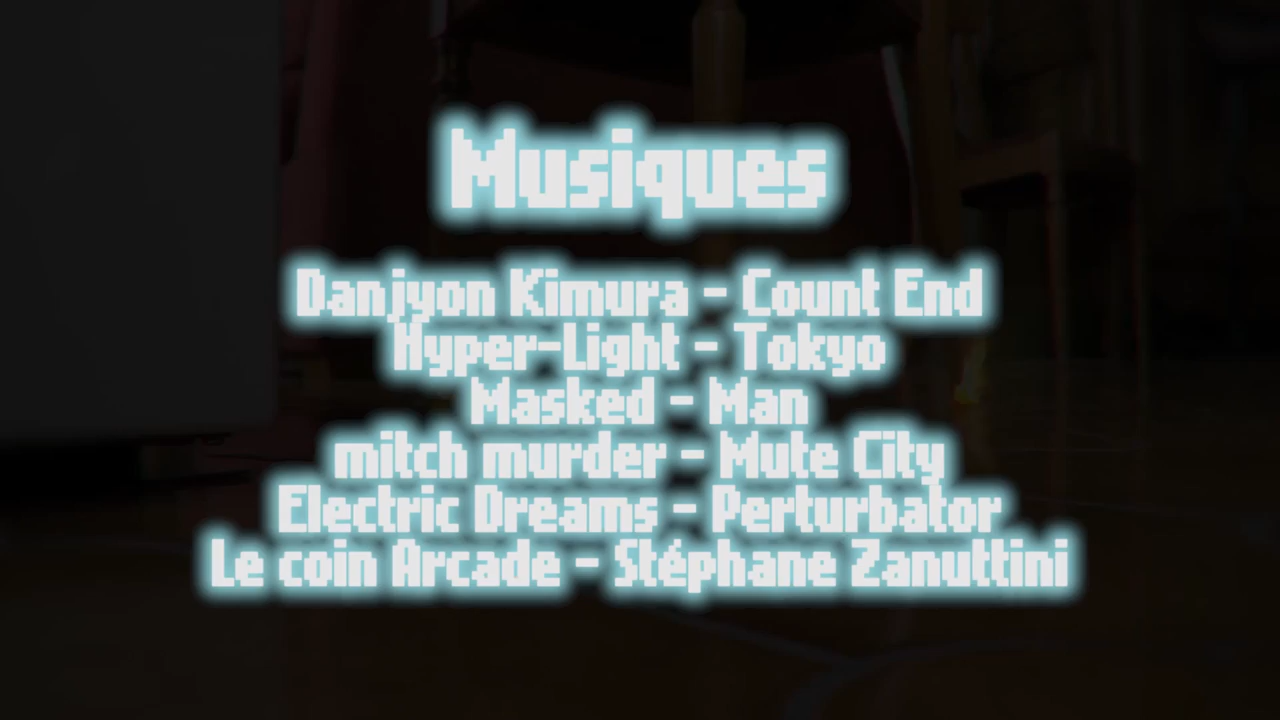 Musiques
Danjyon Kimura - Count End
Hyper-Light - Tokyo
Masked - Man
mitch murder - Mute City
Electric Dreams - Perturbator
Le coin Arcade - Stéphane Zanuttini